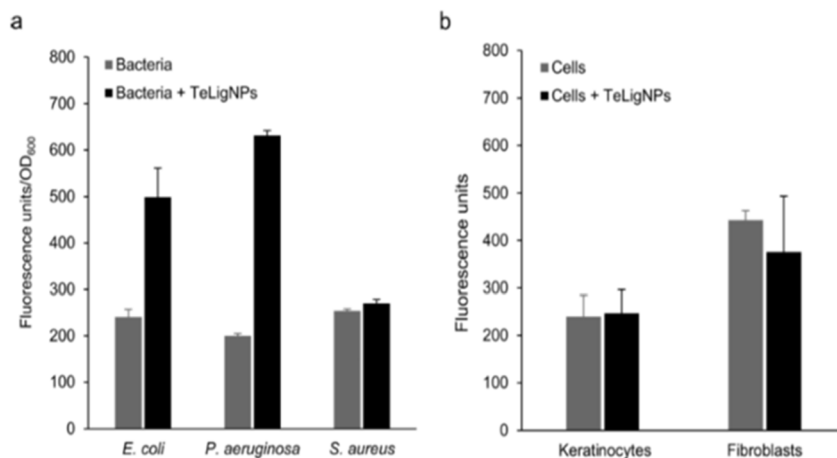 a
800
700
600
500
400
300
200
100
0
Fluorescence units/OD600
Bacteria
Bacteria + TeLigNPs
E. coli P. aeruginosa S. aureus
b
800
700
600
500
400
300
200
100
0
Fluorescence units
Cells
Cells + TeLigNPs
Keratinocytes Fibroblasts